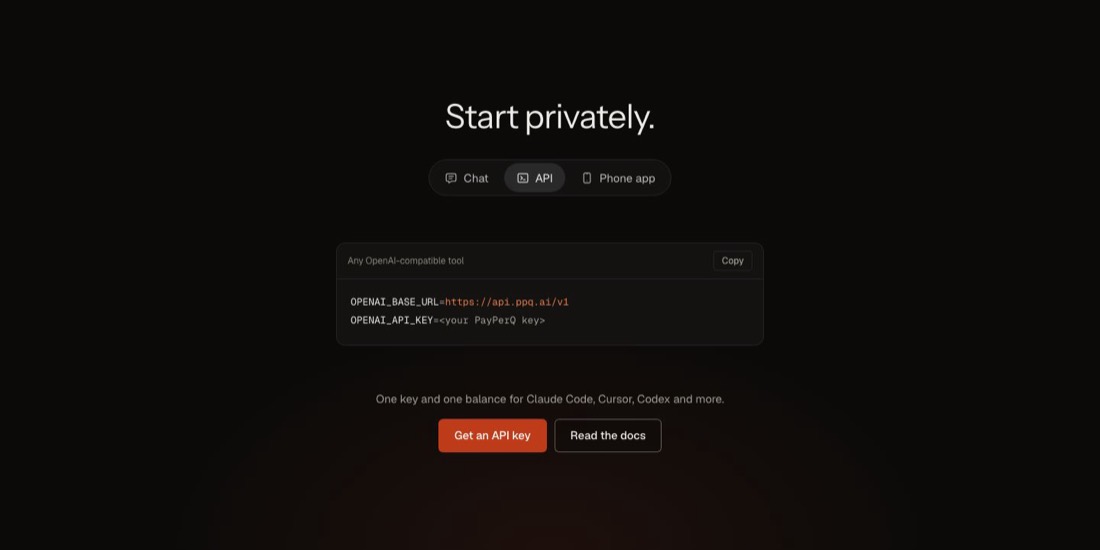 Start privately.
Chat
API
Phone app
Any OpenAI-compatible tool
Copy
OPENAI_BASE_URL=https://api.ppq.ai/v1
OPENAI_API_KEY=<your PayPerQ key>
One key and one balance for Claude Code, Cursor, Codex and more.
Get an API key
Read the docs